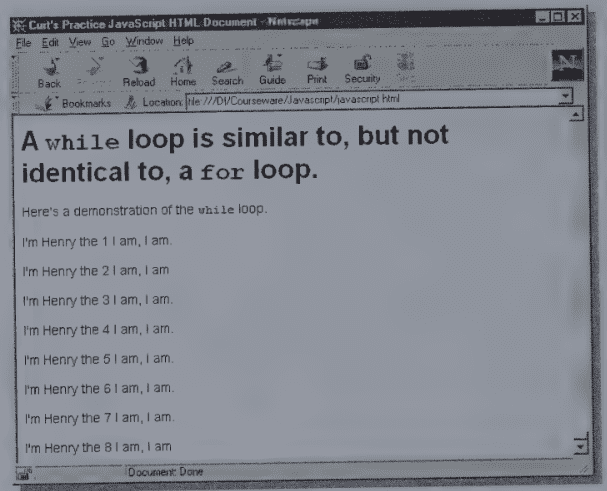 Curt's Practice JavaScript HTML Document - Netscape
File Edit View Go Window Help
Back Reload Home Search Guide Print Security
Bookmarks Location: file:///D|/Courseware/Javascript/javascript.html
A while loop is similar to, but not
identical to, a for loop.
Here's a demonstration of the while loop.
I'm Henry the 1 I am, I am.
I'm Henry the 2 I am, I am
I'm Henry the 3 I am, I am.
I'm Henry the 4 I am, I am.
I'm Henry the 5 I am, I am.
I'm Henry the 6 I am, I am.
I'm Henry the 7 I am, I am.
I'm Henry the 8 I am, I am
Document: Done